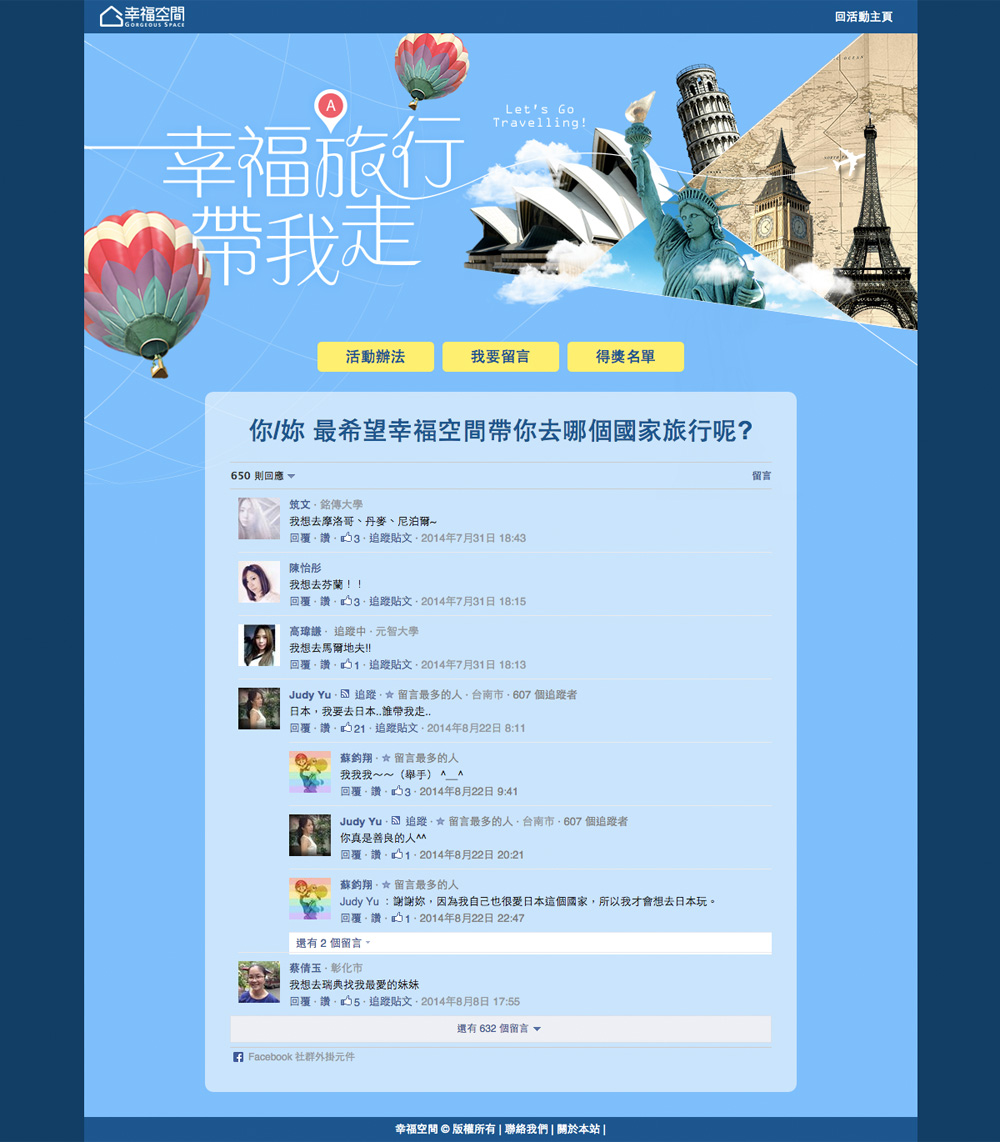 幸福空間
GORGEOUS SPACE
回活動主頁
OCEAN
A
Let's Go
Travelling!
幸福旅行
帶我走
活動辦法
我要留言
得獎名單
你/妳 最希望幸福空間帶你去哪個國家旅行呢?
650 則回應
留言
筑文 · 銘傳大學
我想去摩洛哥、丹麥、尼泊爾~
回覆 · 讚 · 3 · 追蹤貼文 · 2014年7月31日 18:43
陳怡彤
我想去芬蘭！！
回覆 · 讚 · 3 · 追蹤貼文 · 2014年7月31日 18:15
高瑋謙 · 追蹤中 · 元智大學
我想去馬爾地夫!!
回覆 · 讚 · 1 · 追蹤貼文 · 2014年7月31日 18:13
Judy Yu · 追蹤 · 留言最多的人 · 台南市 · 607 個追蹤者
日本，我要去日本..誰帶我走..
回覆 · 讚 · 21 · 追蹤貼文 · 2014年8月22日 8:11
蘇鈞翔 · 留言最多的人
我我我～～（舉手） ^__^
回覆 · 讚 · 3 · 2014年8月22日 9:41
Judy Yu · 追蹤 · 留言最多的人 · 台南市 · 607 個追蹤者
你真是善良的人^^
回覆 · 讚 · 1 · 2014年8月22日 20:21
蘇鈞翔 · 留言最多的人
Judy Yu ：謝謝妳，因為我自己也很愛日本這個國家，所以我才會想去日本玩。
回覆 · 讚 · 1 · 2014年8月22日 22:47
還有 2 個留言
蔡倩玉 · 彰化市
我想去瑞典找我最愛的妹妹
回覆 · 讚 · 5 · 追蹤貼文 · 2014年8月8日 17:55
還有 632 個留言
Facebook 社群外掛元件
幸福空間 © 版權所有 | 聯絡我們 | 關於本站 |